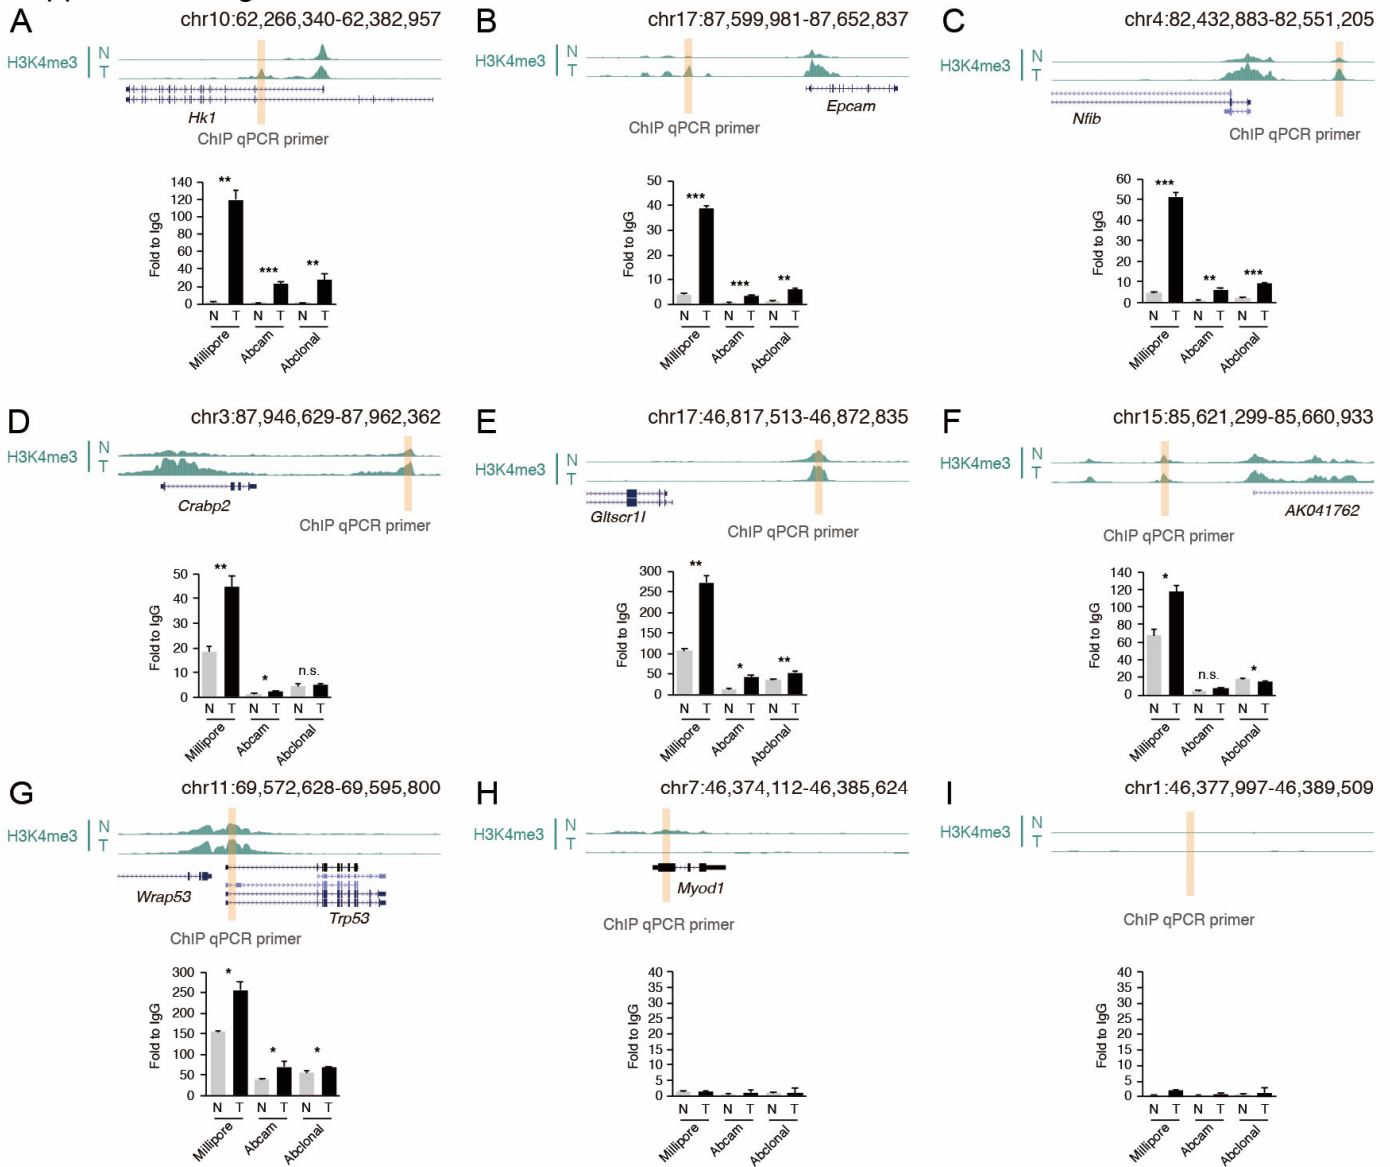 A
chr10:62,266,340-62,382,957
H3K4me3
N
T
Hk1
ChIP qPCR primer
**
***
**
Fold to IgG
140
120
100
80
60
40
20
0
N T N T N T
Millipore
Abcam
Abclonal
B
chr17:87,599,981-87,652,837
H3K4me3
N
T
Epcam
ChIP qPCR primer
***
***
**
Fold to IgG
50
40
30
20
10
0
N T N T N T
Millipore
Abcam
Abclonal
C
chr4:82,432,883-82,551,205
H3K4me3
N
T
Nfib
ChIP qPCR primer
***
**
***
Fold to IgG
60
50
40
30
20
10
0
N T N T N T
Millipore
Abcam
Abclonal
D
chr3:87,946,629-87,962,362
H3K4me3
N
T
Crabp2
ChIP qPCR primer
**
*
n.s.
Fold to IgG
50
40
30
20
10
0
N T N T N T
Millipore
Abcam
Abclonal
E
chr17:46,817,513-46,872,835
H3K4me3
N
T
Gltscr1l
ChIP qPCR primer
**
*
**
Fold to IgG
300
250
200
150
100
50
0
N T N T N T
Millipore
Abcam
Abclonal
F
chr15:85,621,299-85,660,933
H3K4me3
N
T
AK041762
ChIP qPCR primer
*
n.s.
*
Fold to IgG
140
120
100
80
60
40
20
0
N T N T N T
Millipore
Abcam
Abclonal
G
chr11:69,572,628-69,595,800
H3K4me3
N
T
Wrap53
Trp53
ChIP qPCR primer
*
*
*
Fold to IgG
300
250
200
150
100
50
0
N T N T N T
Millipore
Abcam
Abclonal
H
chr7:46,374,112-46,385,624
H3K4me3
N
T
Myod1
ChIP qPCR primer
Fold to IgG
40
35
30
25
20
15
10
5
0
N T N T N T
Millipore
Abcam
Abclonal
I
chr1:46,377,997-46,389,509
H3K4me3
N
T
ChIP qPCR primer
Fold to IgG
40
35
30
25
20
15
10
5
0
N T N T N T
Millipore
Abcam
Abclonal